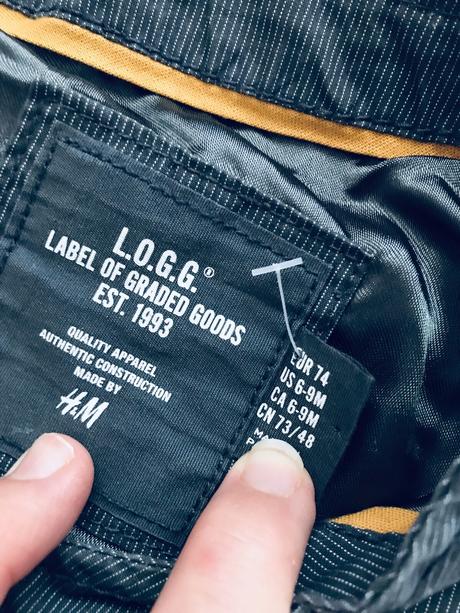 L.O.G.G.®
LABEL OF GRADED GOODS
EST. 1993
QUALITY APPAREL
AUTHENTIC CONSTRUCTION
MADE BY
H&M
EUR 74
US 6-9M
CA 6-9M
CN 73/48